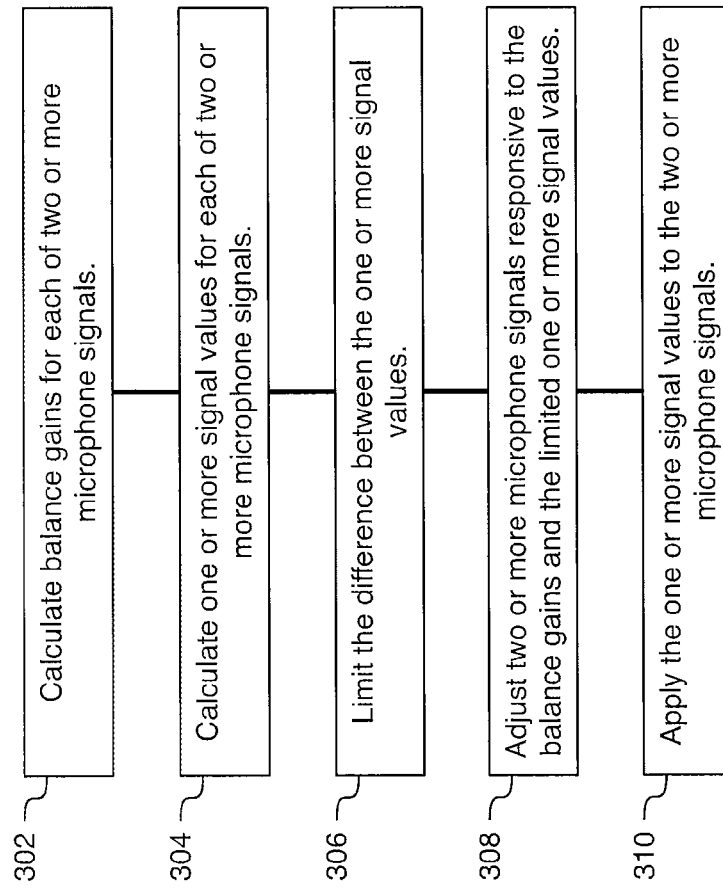 302
Calculate balance gains for each of two or more
microphone signals.
304
Calculate one or more signal values for each of two or
more microphone signals.
306
Limit the difference between the one or more signal
values.
308
Adjust two or more microphone signals responsive to the
balance gains and the limited one or more signal values.
310
Apply the one or more signal values to the two or more
microphone signals.